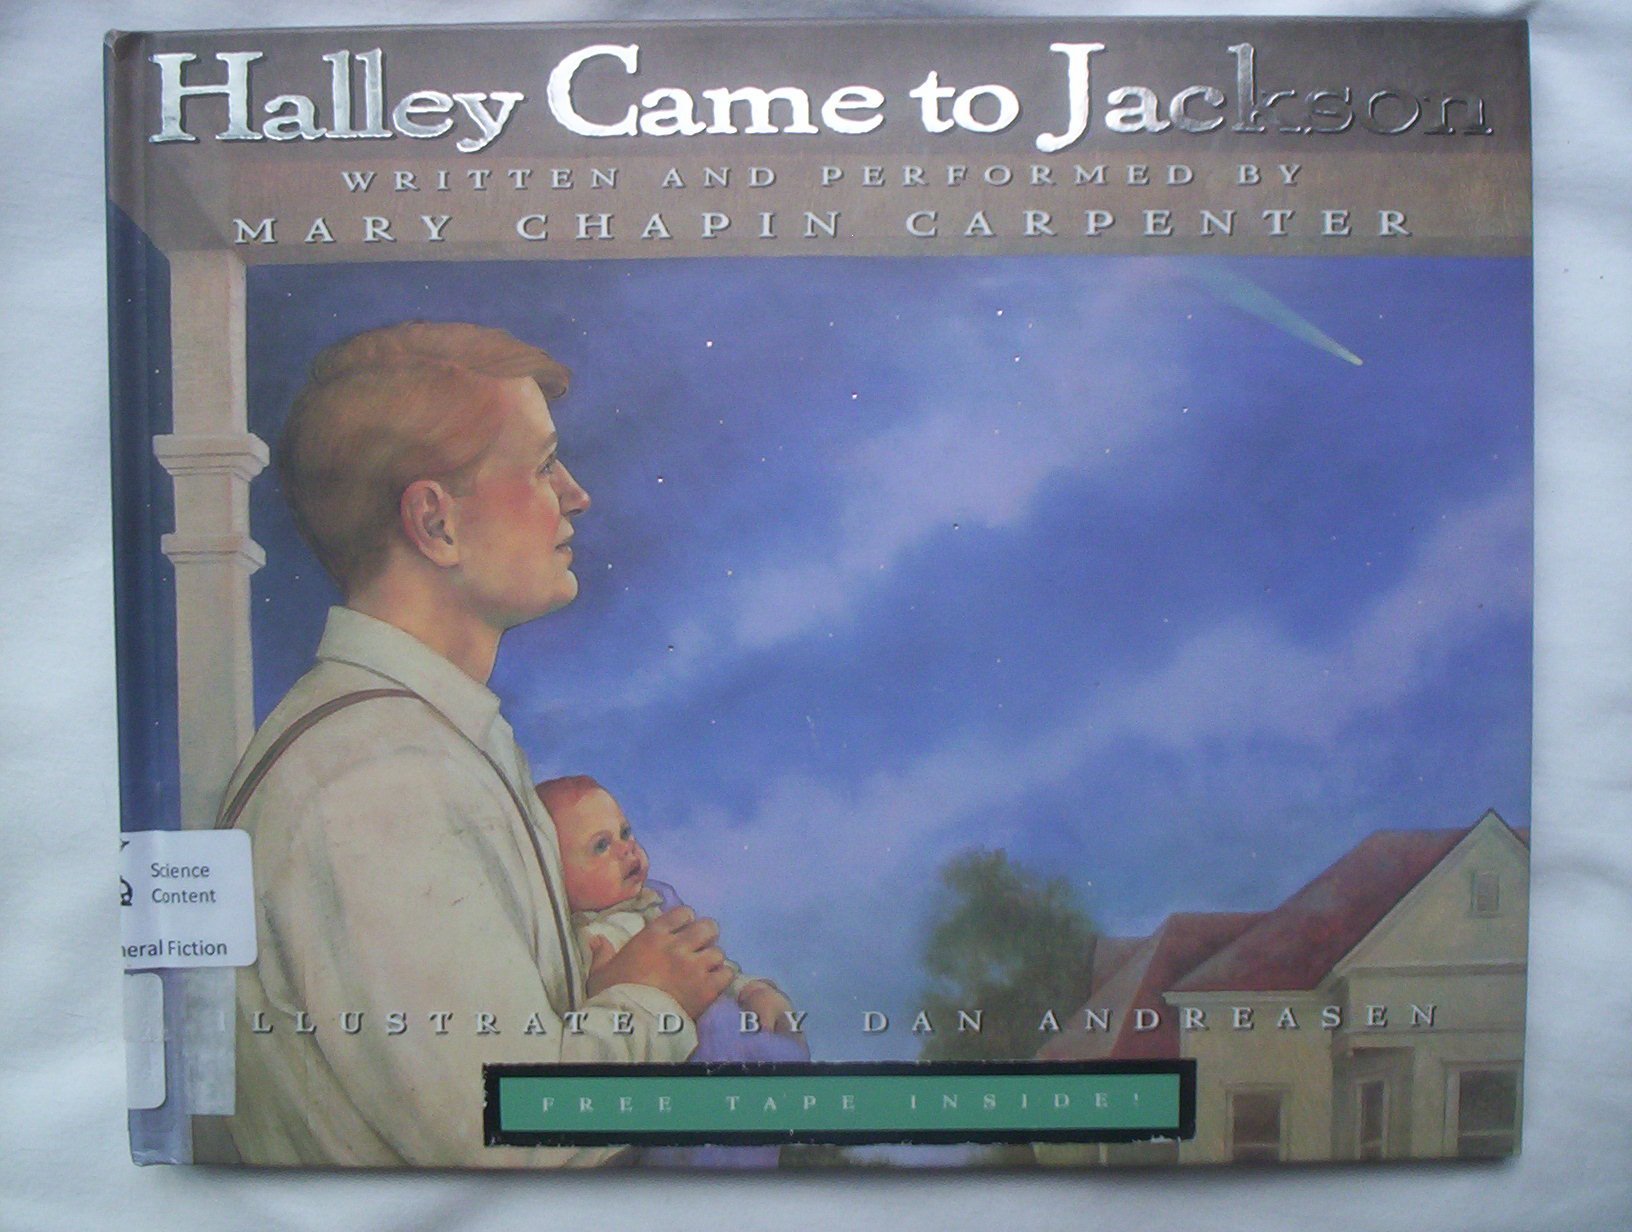 Halley Came to Jackson
WRITTEN AND PERFORMED BY
MARY CHAPIN CARPENTER
Science
Content
neral Fiction
ILLUSTRATED BY DAN ANDREASEN
FREE TAPE INSIDE!